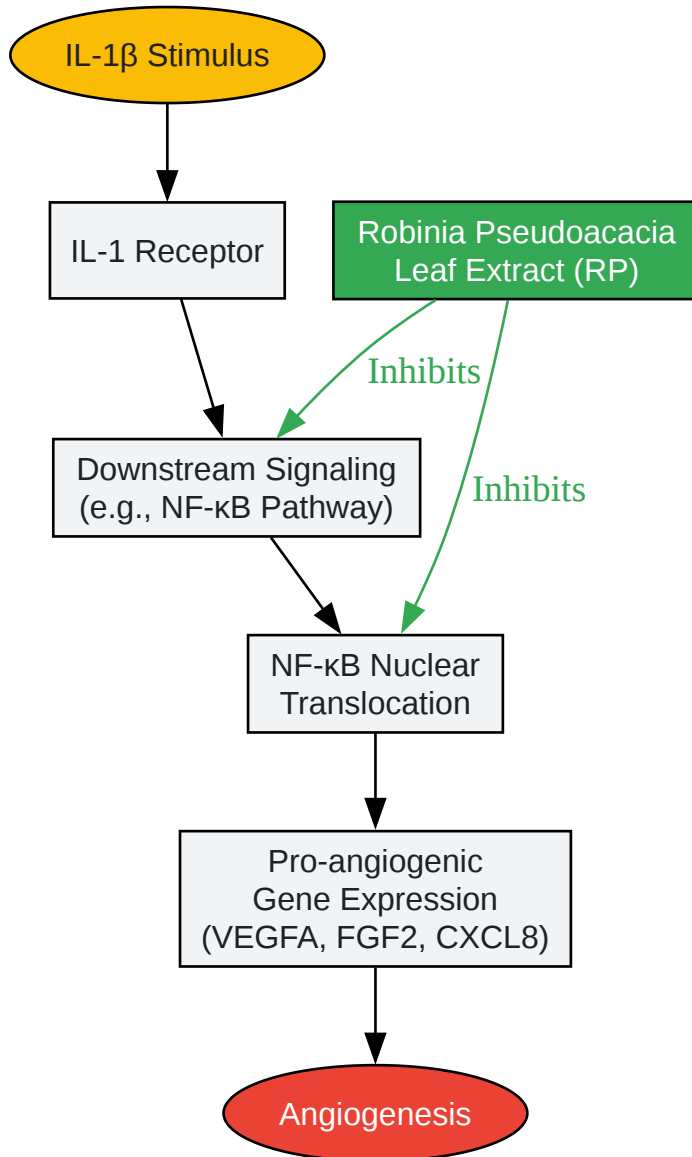 IL-1β Stimulus
IL-1 Receptor
Robinia Pseudoacacia
Leaf Extract (RP)
Inhibits
Downstream Signaling
(e.g., NF-κB Pathway)
Inhibits
NF-κB Nuclear
Translocation
Pro-angiogenic
Gene Expression
(VEGFA, FGF2, CXCL8)
Angiogenesis